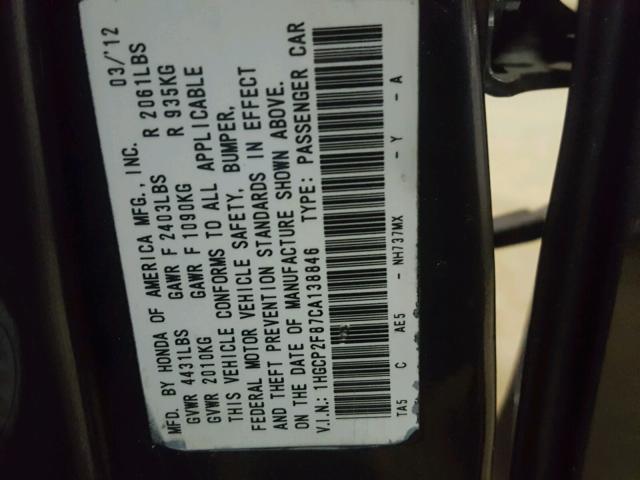 MFD. BY HONDA OF AMERICA MFG., INC. 03/'12
GVWR 4431LBS GAWR F 2403LBS R 2061LBS
GVWR 2010KG GAWR F 1090KG R 935KG
THIS VEHICLE CONFORMS TO ALL APPLICABLE
FEDERAL MOTOR VEHICLE SAFETY, BUMPER,
AND THEFT PREVENTION STANDARDS IN EFFECT
ON THE DATE OF MANUFACTURE SHOWN ABOVE.
V.I.N.: 1HGCP2F87CA138846 TYPE: PASSENGER CAR
TA5 C AE5 - NH737MX - Y - A